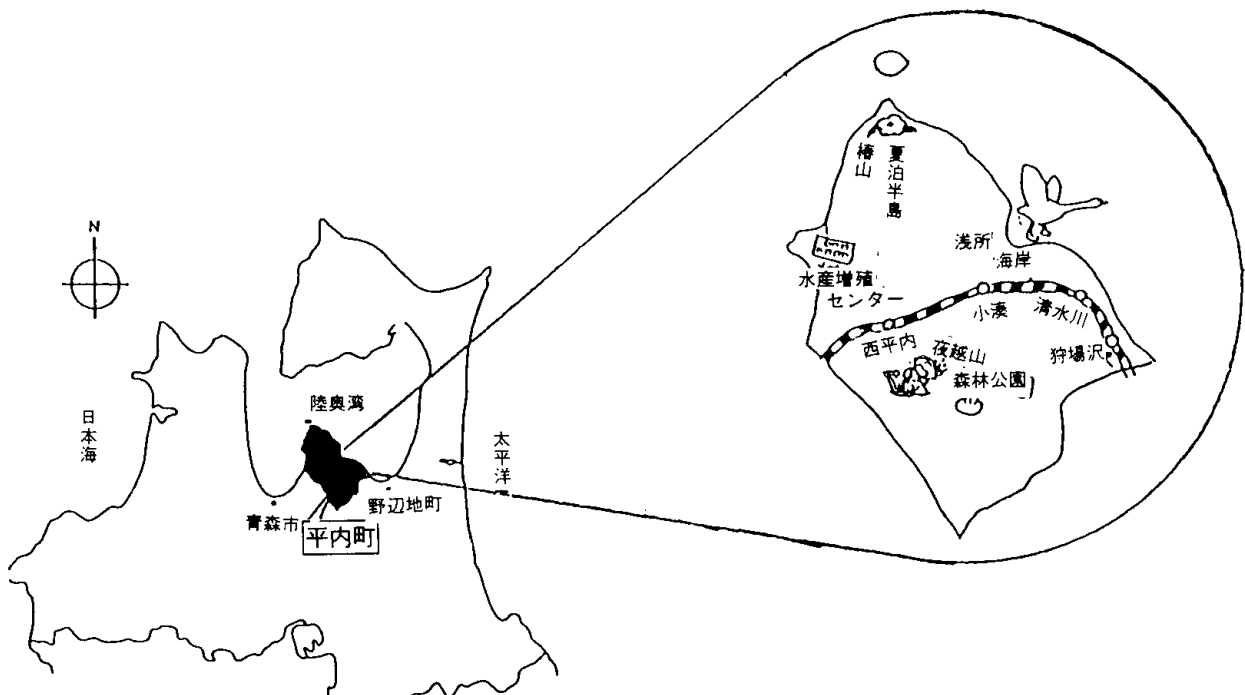 N
日本海
陸奥湾
太平洋
青森市
野辺地町
平内町
椿山
夏泊半島
浅所
海岸
水産増殖
センター
小湊
清水川
西平内
夜越山
森林公園
狩場沢